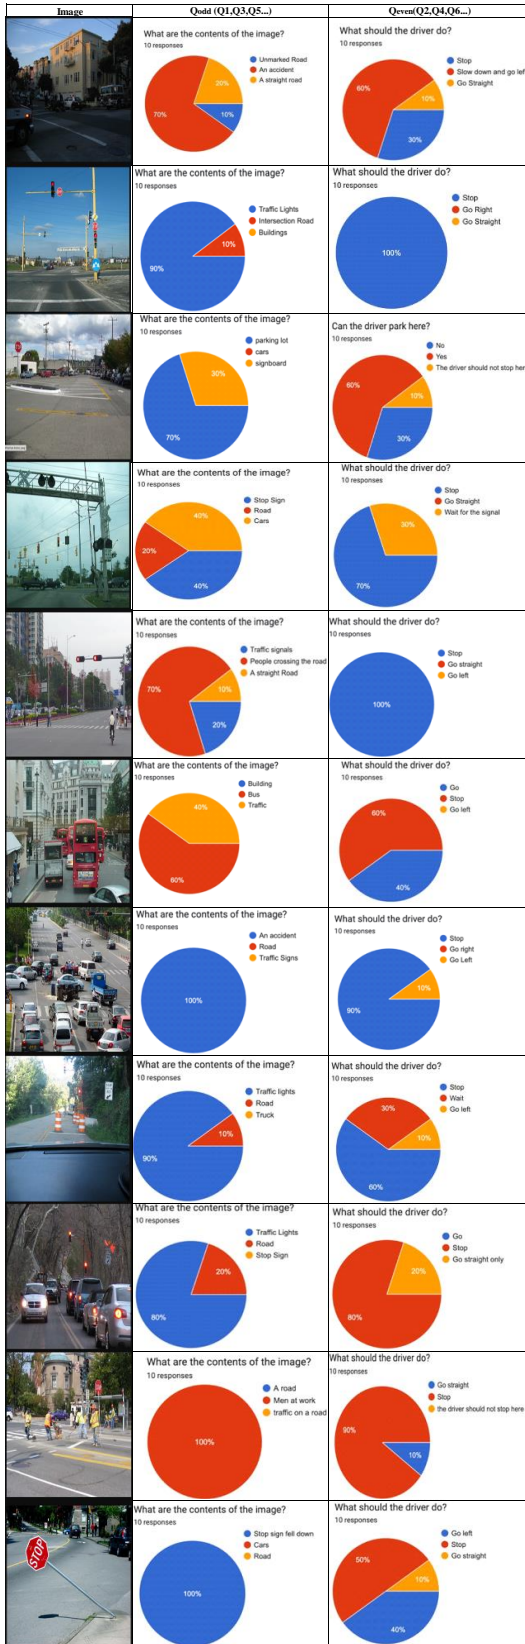 Image Qodd (Q1,Q3,Q5...) Qeven(Q2,Q4,Q6...)
What are the contents of the image?
10 responses
Unmarked Road
An accident
A straight road
20%
70%
10%
What should the driver do?
10 responses
Stop
Slow down and go lef
Go Straight
60%
10%
30%
What are the contents of the image?
10 responses
Traffic Lights
Intersection Road
Buildings
10%
90%
What should the driver do?
10 responses
Stop
Go Right
Go Straight
100%
What are the contents of the image?
10 responses
parking lot
cars
signboard
30%
70%
Can the driver park here?
10 responses
No
Yes
The driver should not stop her
60%
10%
30%
What are the contents of the image?
10 responses
Stop Sign
Road
Cars
40%
20%
40%
What should the driver do?
10 responses
Stop
Go Straight
Wait for the signal
30%
70%
What are the contents of the image?
10 responses
Traffic signals
People crossing the road
A straight Road
70%
10%
20%
What should the driver do?
10 responses
Stop
Go straight
Go left
100%
What are the contents of the image?
10 responses
Building
Bus
Traffic
40%
60%
What should the driver do?
10 responses
Go
Stop
Go left
60%
40%
What are the contents of the image?
10 responses
An accident
Road
Traffic Signs
100%
What should the driver do?
10 responses
Stop
Go right
Go Left
10%
90%
What are the contents of the image?
10 responses
Traffic lights
Road
Truck
10%
90%
What should the driver do?
10 responses
Stop
Wait
Go left
30%
10%
60%
What are the contents of the image?
10 responses
Traffic Lights
Road
Stop Sign
20%
80%
What should the driver do?
10 responses
Go
Stop
Go straight only
20%
80%
What are the contents of the image?
10 responses
A road
Men at work
traffic on a road
100%
What should the driver do?
10 responses
Go straight
Stop
the driver should not stop here
90%
10%
STOP
What are the contents of the image?
10 responses
Stop sign fell down
Cars
Road
100%
What should the driver do?
10 responses
Go left
Stop
Go straight
50%
10%
40%